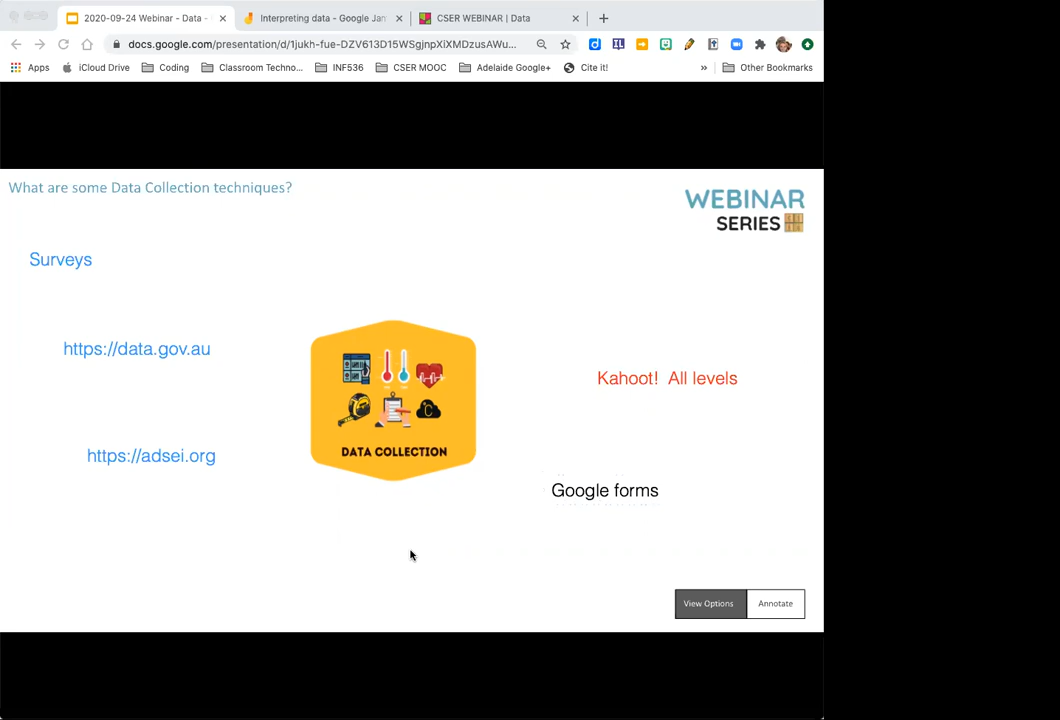 2020-09-24 Webinar - Data -
Interpreting data - Google Jam
CSER WEBINAR | Data
docs.google.com/presentation/d/1jukh-fue-DZV613D15WSgjnpXiXMDzusAWu...
Apps
iCloud Drive
Coding
Classroom Techno...
INF536
CSER MOOC
Adelaide Google+
Cite it!
»
Other Bookmarks
What are some Data Collection techniques?
WEBINAR
SERIES
Surveys
https://data.gov.au
Kahoot! All levels
https://adsei.org
DATA COLLECTION
Google forms
View Options
Annotate